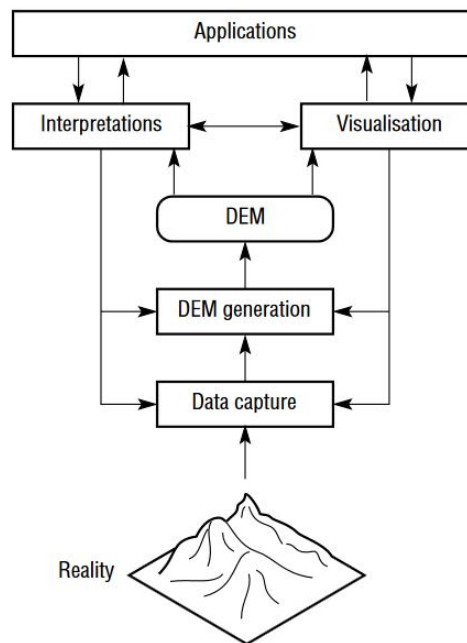 Applications
Interpretations
Visualisation
DEM
DEM generation
Data capture
Reality